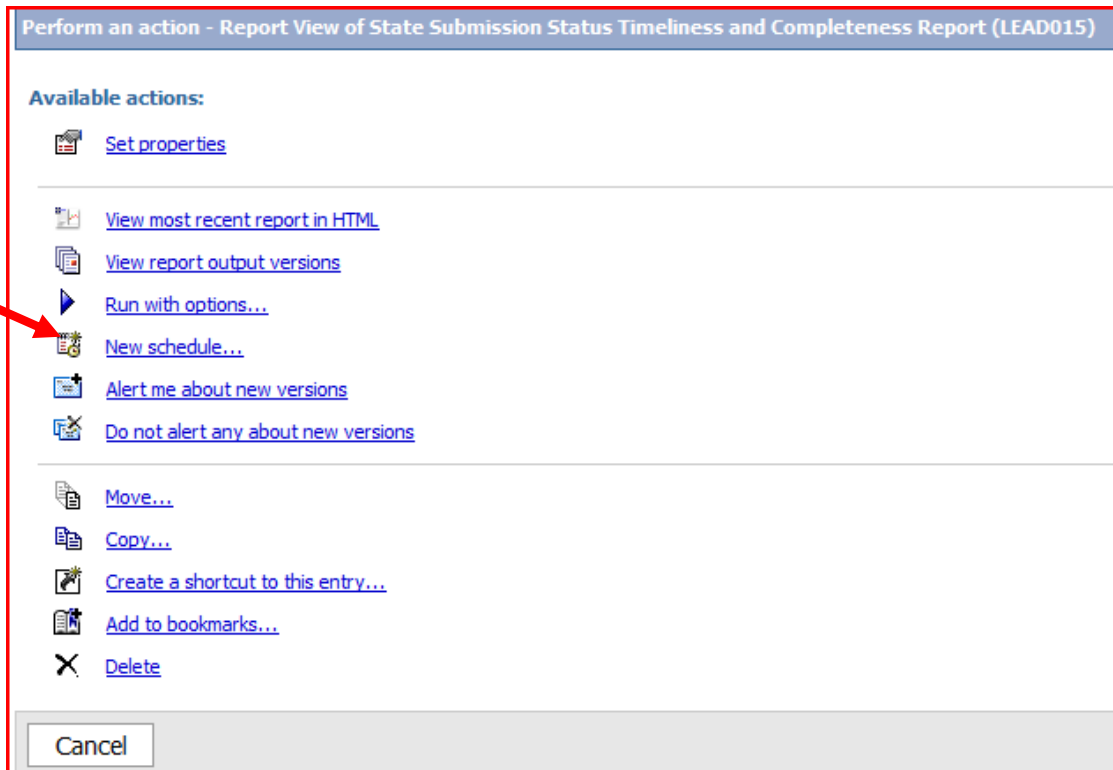 Perform an action - Report View of State Submission Status Timeliness and Completeness Report (LEAD015)
Available actions:
Set properties
View most recent report in HTML
View report output versions
Run with options...
New schedule...
Alert me about new versions
Do not alert any about new versions
Move...
Copy...
Create a shortcut to this entry...
Add to bookmarks...
Delete
Cancel